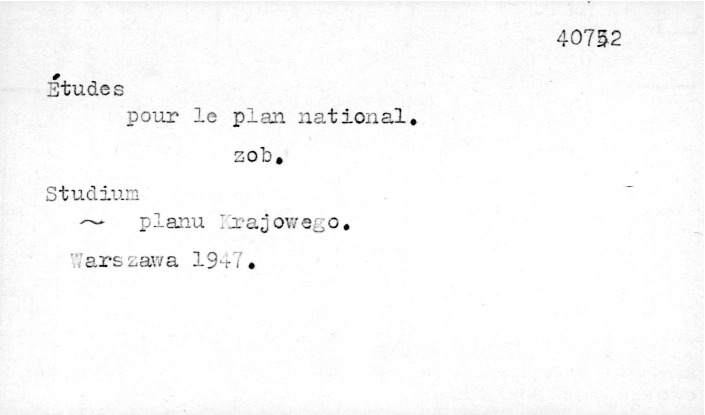 40752
Études
pour le plan national.
zob.
Studium
~ planu Krajowego.
Warszawa 1947.